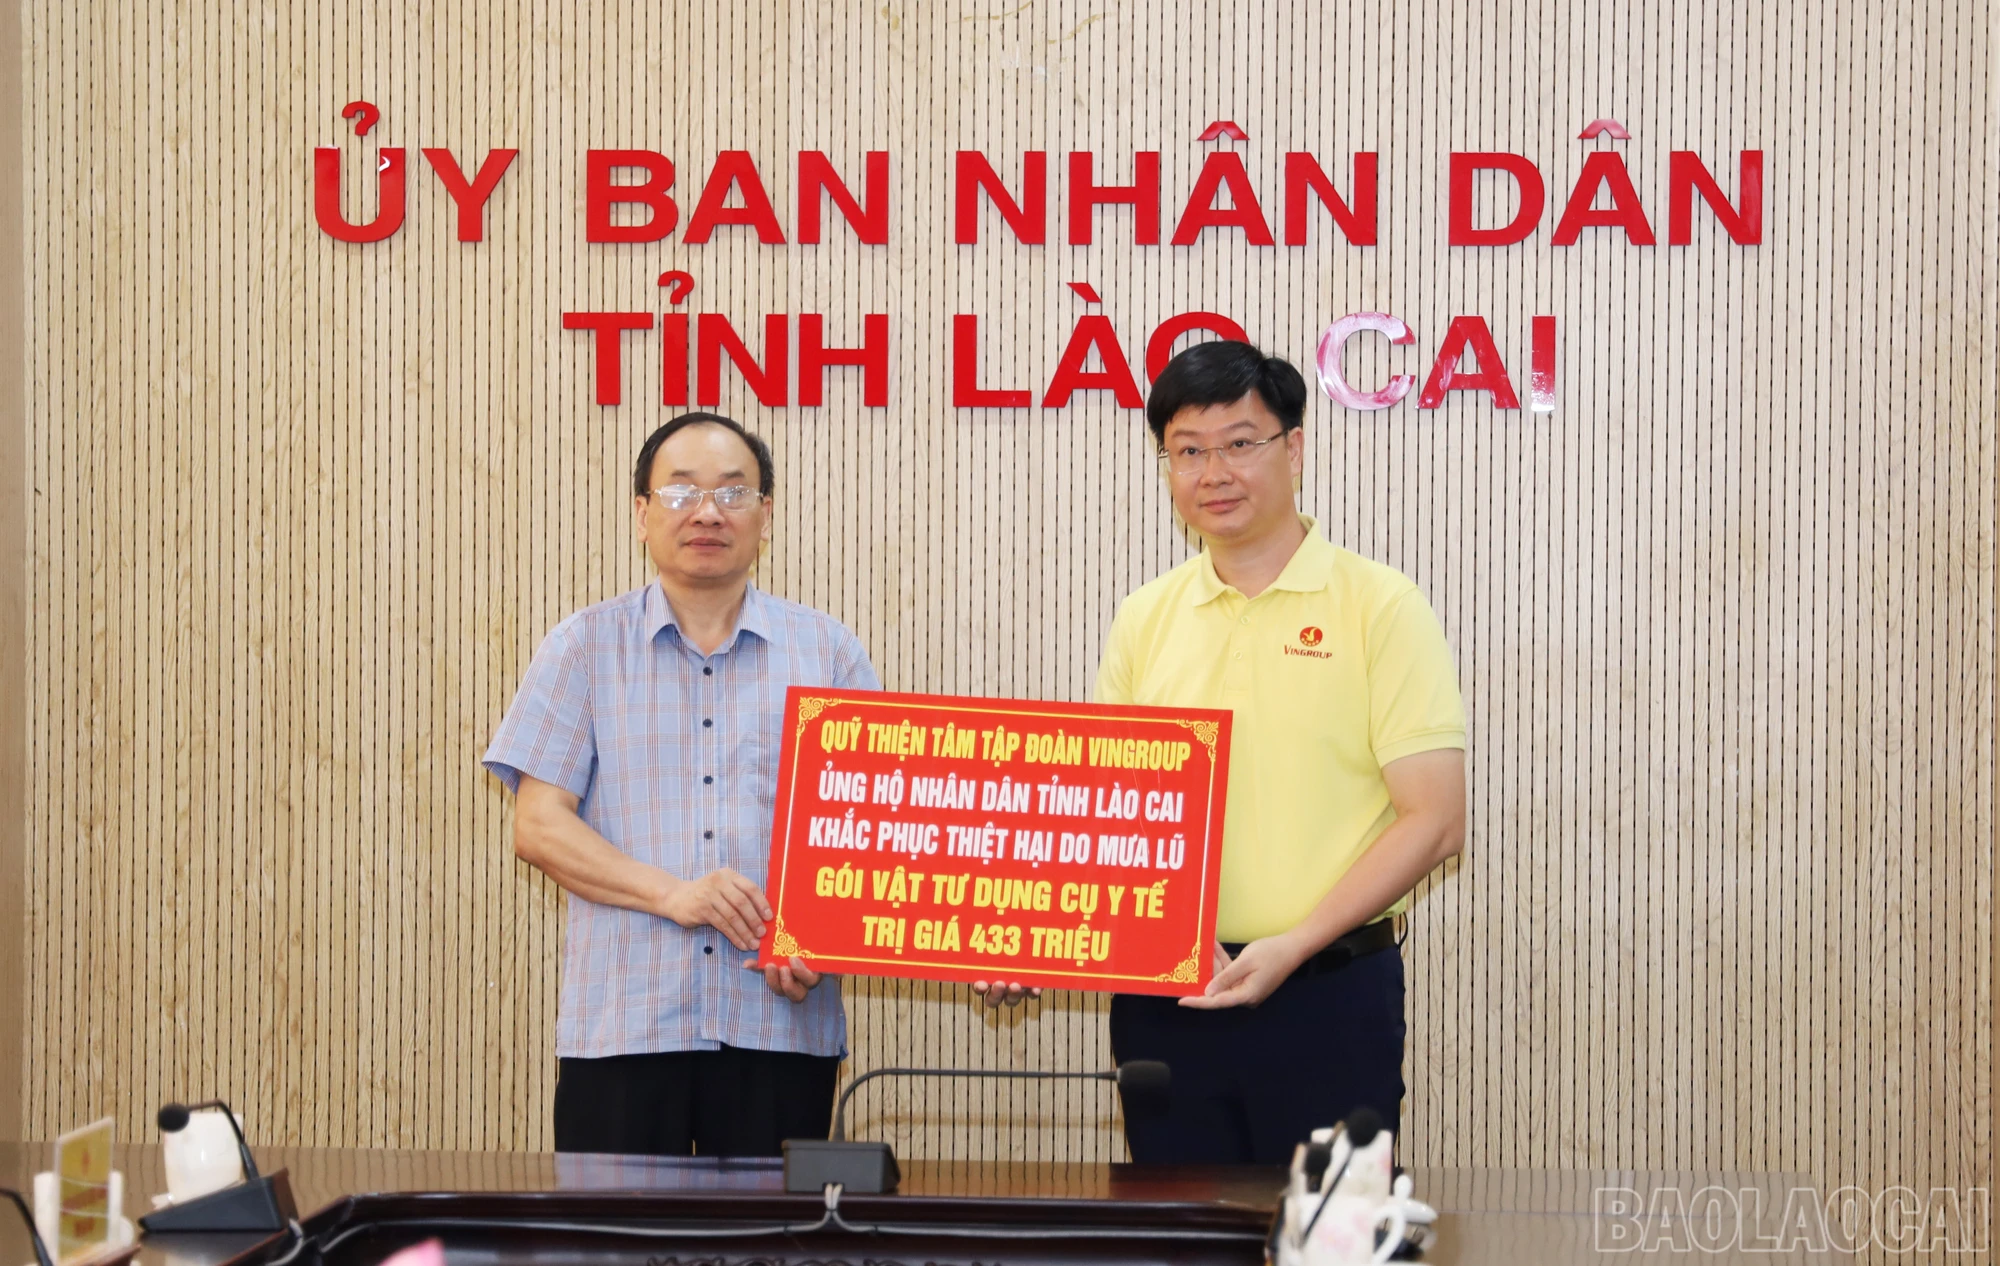 ỦY BAN NHÂN DÂN
TỈNH LÀO CAI
VINGROUP
QUỸ THIỆN TÂM TẬP ĐOÀN VINGROUP
ỦNG HỘ NHÂN DÂN TỈNH LÀO CAI
KHẮC PHỤC THIỆT HẠI DO MƯA LŨ
GÓI VẬT TƯ DỤNG CỤ Y TẾ
TRỊ GIÁ 433 TRIỆU
BAOLAOCAI